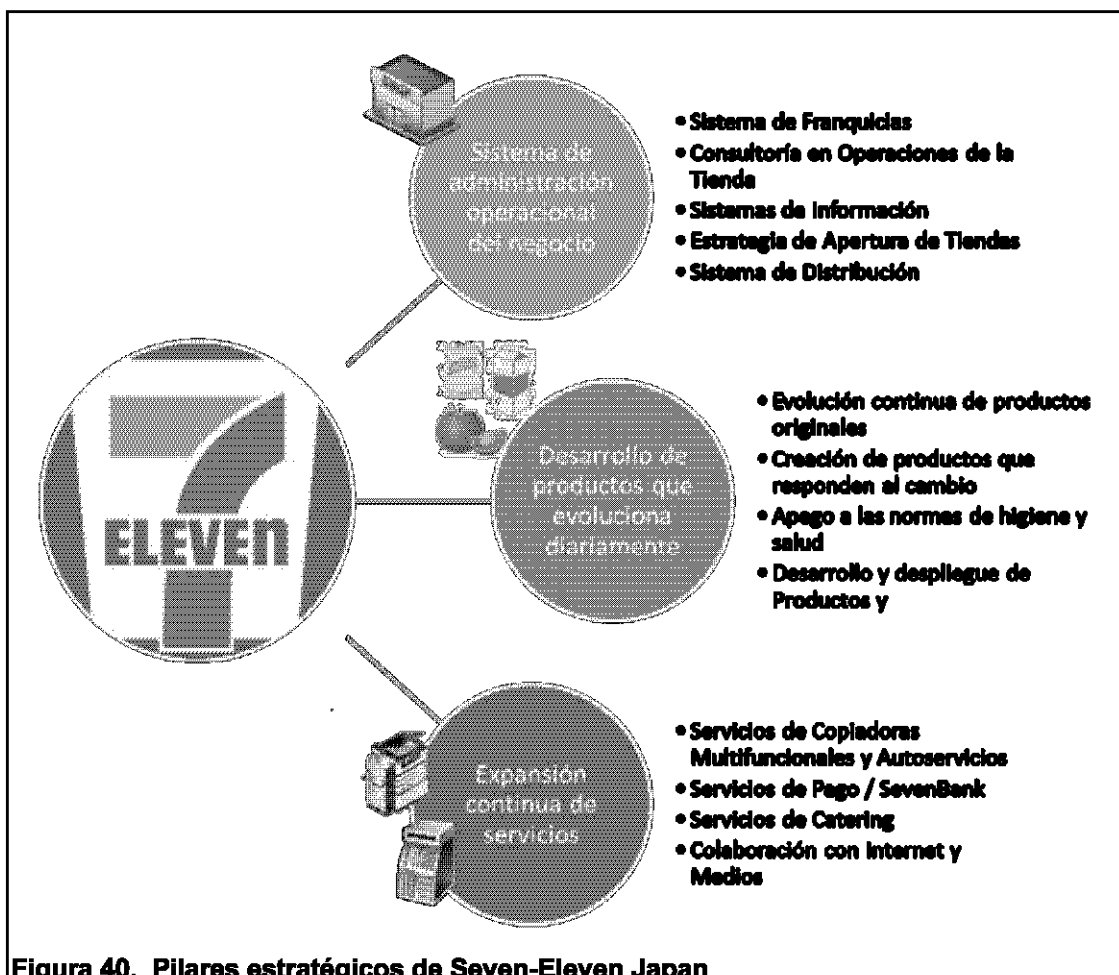 Sistema de
administración
operacional
del negocio
• Sistema de Franquicias
• Consultoría en Operaciones de la
Tienda
• Sistemas de Información
• Estrategia de Apertura de Tiendas
• Sistema de Distribución
7
ELEVEn
Desarrollo de
productos que
evoluciona
diariamente
• Evolución continua de productos
originales
• Creación de productos que
responden al cambio
• Apego a las normas de higiene y
salud
• Desarrollo y despliegue de
Productos y
Expansión
continua de
servicios
• Servicios de Copiadoras
Multifuncionales y Autoservicios
• Servicios de Pago / SevenBank
• Servicios de Catering
• Colaboración con Internet y
Medios
Figura 40. Pilares estratégicos de Seven-Eleven Japan